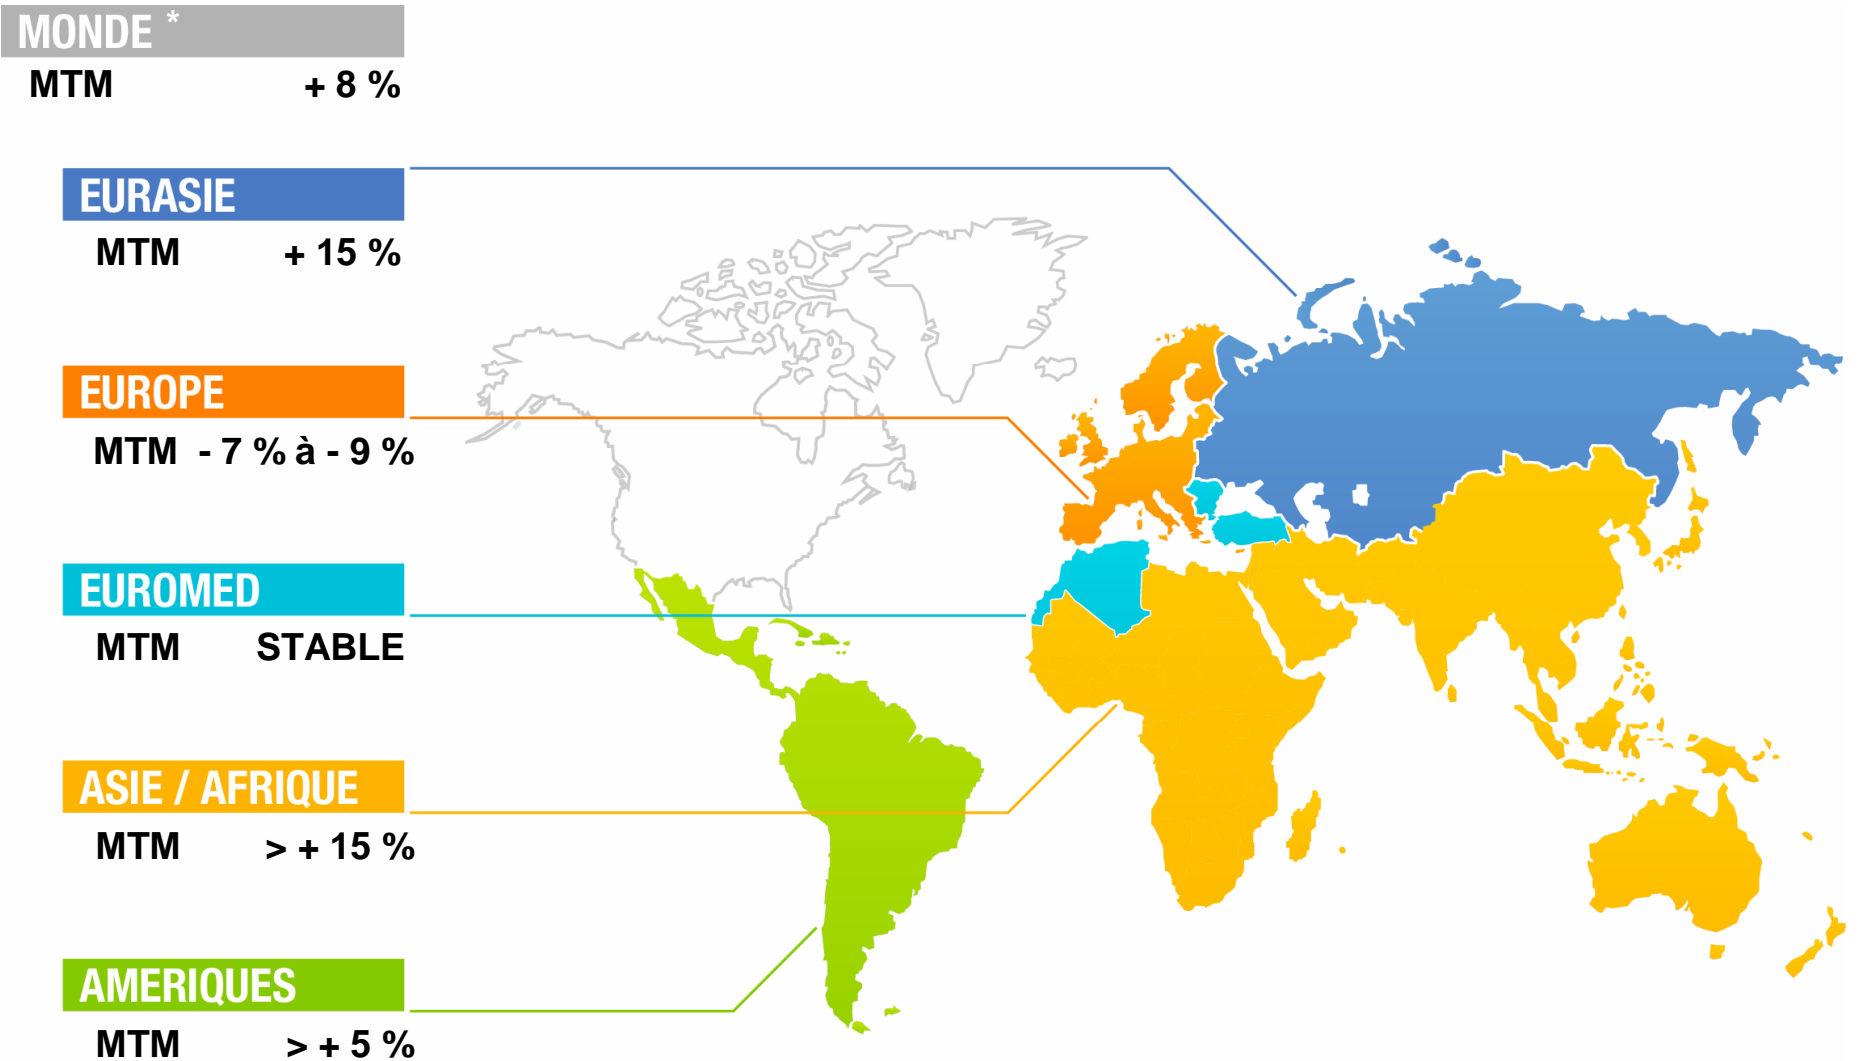 MONDE *
MTM + 8 %
EURASIE
MTM + 15 %
EUROPE
MTM - 7 % à - 9 %
EUROMED
MTM STABLE
ASIE / AFRIQUE
MTM > + 15 %
AMERIQUES
MTM > + 5 %